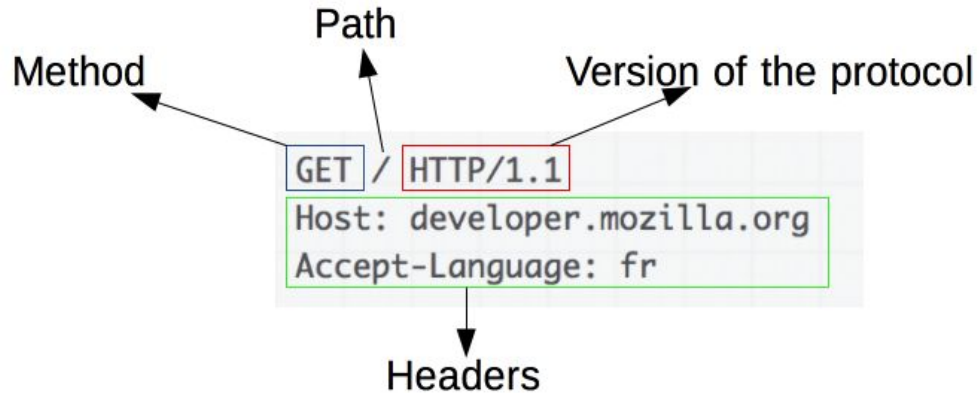 Path
Method
Version of the protocol
GET / HTTP/1.1
Host: developer.mozilla.org
Accept-Language: fr
Headers